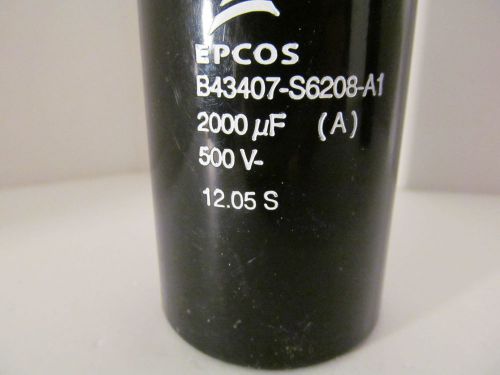 EPCOS
B43407-S6208-A1
2000 µF (A)
500 V-
12.05 S